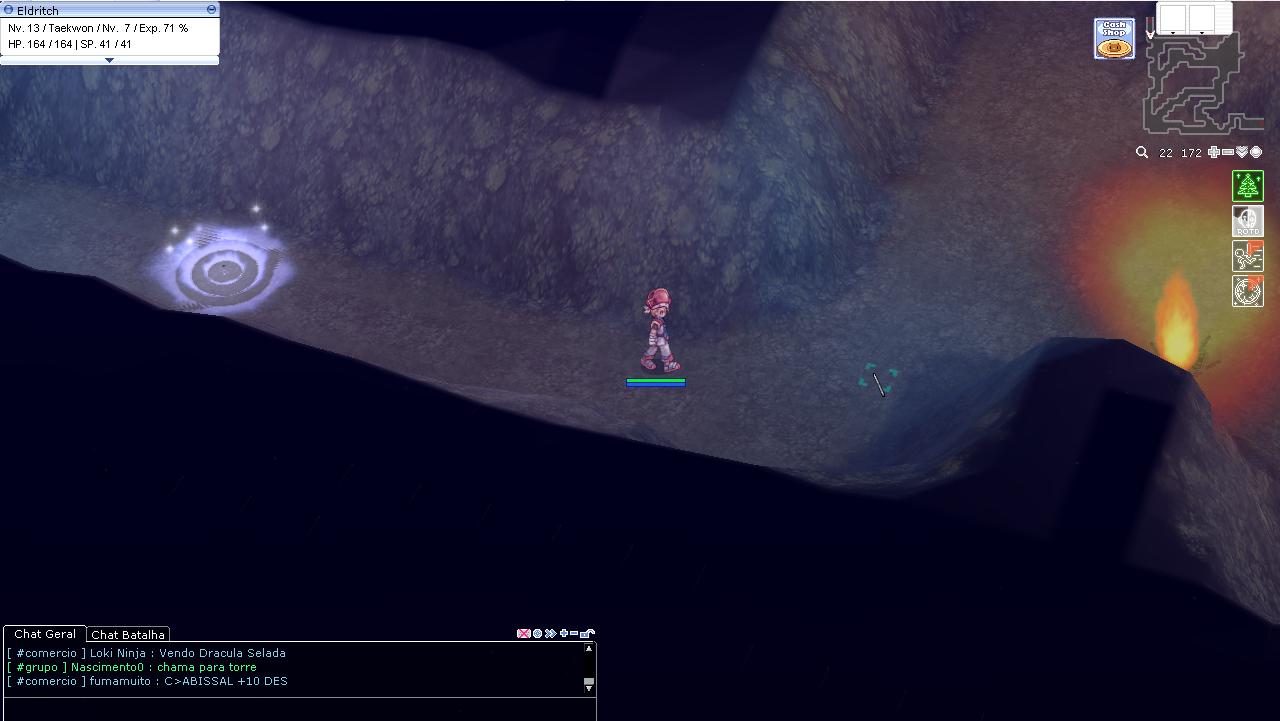 Eldritch
Nv. 13 / Taekwon / Nv. 7 / Exp. 71 %
HP. 164 / 164 | SP. 41 / 41
Cash
Shop
22 172
Chat Geral
Chat Batalha
[ #comercio ] Loki Ninja : Vendo Dracula Selada
[ #grupo ] Nascimento0 : chama para torre
[ #comercio ] fumamuito : C>ABISSAL +10 DES